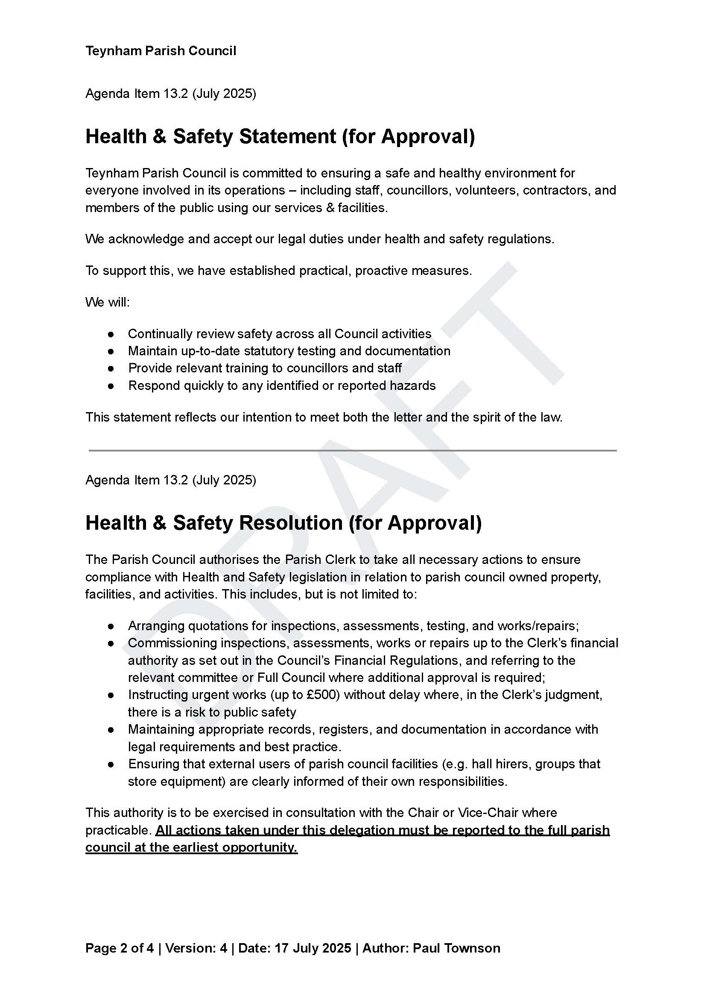 Teynham Parish Council
Agenda Item 13.2 (July 2025)
Health & Safety Statement (for Approval)
Teynham Parish Council is committed to ensuring a safe and healthy environment for
everyone involved in its operations – including staff, councillors, volunteers, contractors, and
members of the public using our services & facilities.
We acknowledge and accept our legal duties under health and safety regulations.
To support this, we have established practical, proactive measures.
We will:
● Continually review safety across all Council activities
● Maintain up-to-date statutory testing and documentation
● Provide relevant training to councillors and staff
● Respond quickly to any identified or reported hazards
This statement reflects our intention to meet both the letter and the spirit of the law.
Agenda Item 13.2 (July 2025)
Health & Safety Resolution (for Approval)
The Parish Council authorises the Parish Clerk to take all necessary actions to ensure
compliance with Health and Safety legislation in relation to parish council owned property,
facilities, and activities. This includes, but is not limited to:
● Arranging quotations for inspections, assessments, testing, and works/repairs;
● Commissioning inspections, assessments, works or repairs up to the Clerk’s financial
authority as set out in the Council’s Financial Regulations, and referring to the
relevant committee or Full Council where additional approval is required;
● Instructing urgent works (up to £500) without delay where, in the Clerk’s judgment,
there is a risk to public safety
● Maintaining appropriate records, registers, and documentation in accordance with
legal requirements and best practice.
● Ensuring that external users of parish council facilities (e.g. hall hirers, groups that
store equipment) are clearly informed of their own responsibilities.
This authority is to be exercised in consultation with the Chair or Vice-Chair where
practicable. All actions taken under this delegation must be reported to the full parish
council at the earliest opportunity.
Page 2 of 4 | Version: 4 | Date: 17 July 2025 | Author: Paul Townson
DRAFT